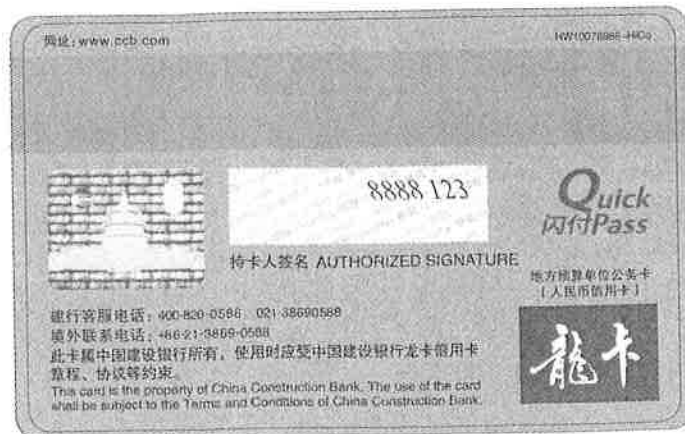 网址：www.ccb.com
HW10076986-HiCo
8888 123
Quick
闪付Pass
持卡人签名 AUTHORIZED SIGNATURE
地方预算单位公务卡
（人民币信用卡）
建行客服电话：400-820-0588 021-38690588
境外联系电话：+86-21-3869-0588
此卡属中国建设银行所有，使用时应受中国建设银行龙卡信用卡
章程、协议等约束。
This card is the property of China Construction Bank. The use of the card
shall be subject to the Terms and Conditions of China Construction Bank.
龍卡